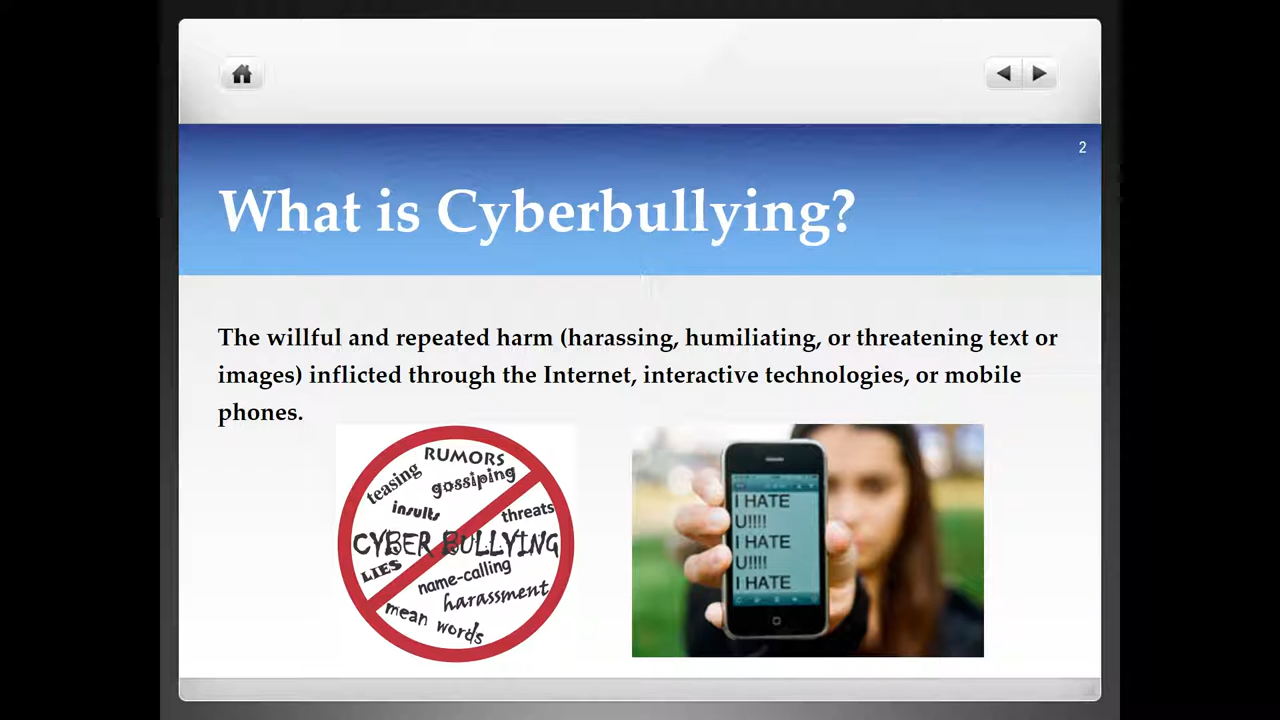 2
What is Cyberbullying?
The willful and repeated harm (harassing, humiliating, or threatening text or
images) inflicted through the Internet, interactive technologies, or mobile
phones.
RUMORS
teasing
gossiping
insults
threats
CYBER BULLYING
LIES
name-calling
harassment
mean words
I HATE
U!!!!
I HATE
U!!!!
I HATE